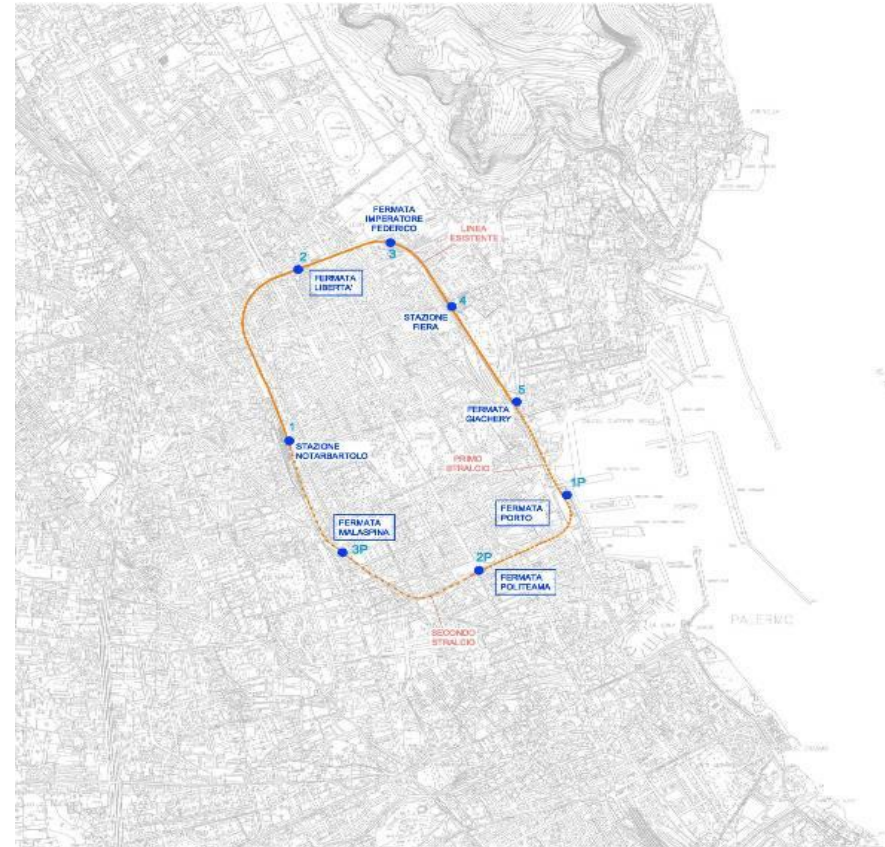 FERMATA
IMPERATORE
FEDERICO
3
LINEA
ESISTENTE
2
FERMATA
LIBERTA'
4
STAZIONE
FIERA
5
FERMATA
GIACHERY
1
STAZIONE
NOTARBARTOLO
PRIMO
STRALCIO
1P
FERMATA
PORTO
FERMATA
MALASPINA
3P
2P
FERMATA
POLITEAMA
SECONDO
STRALCIO
PALERMO